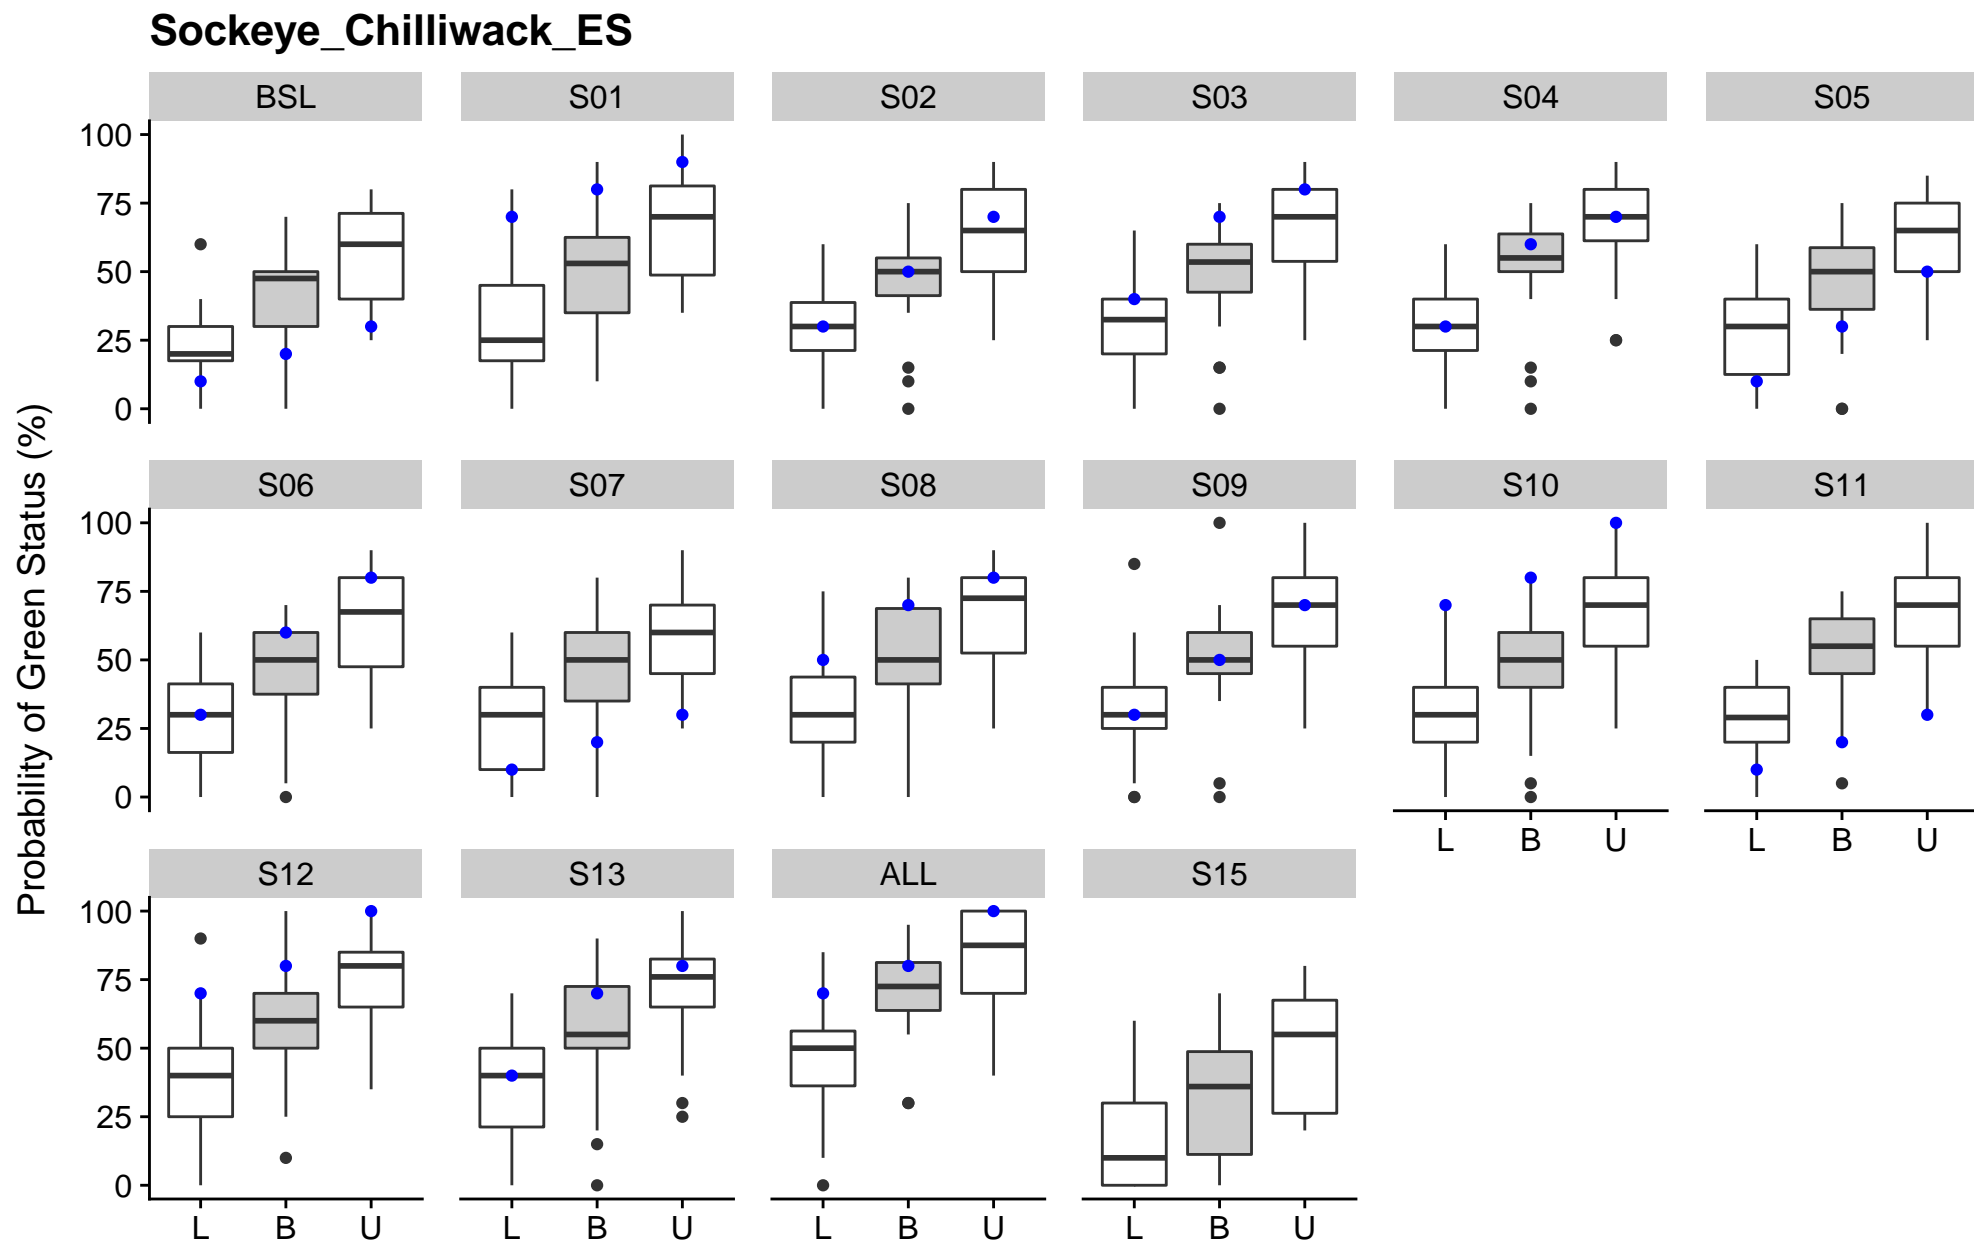 Sockeye_Chilliwack_ES
BSL S01 S02 S03 S04 S05
100
75
50
25
0
S06 S07 S08 S09 S10 S11
100
75
50
25
0
L B U L B U
S12 S13 ALL S15
100
75
50
25
0
L B U L B U L B U L B U
Probability of Green Status (%)